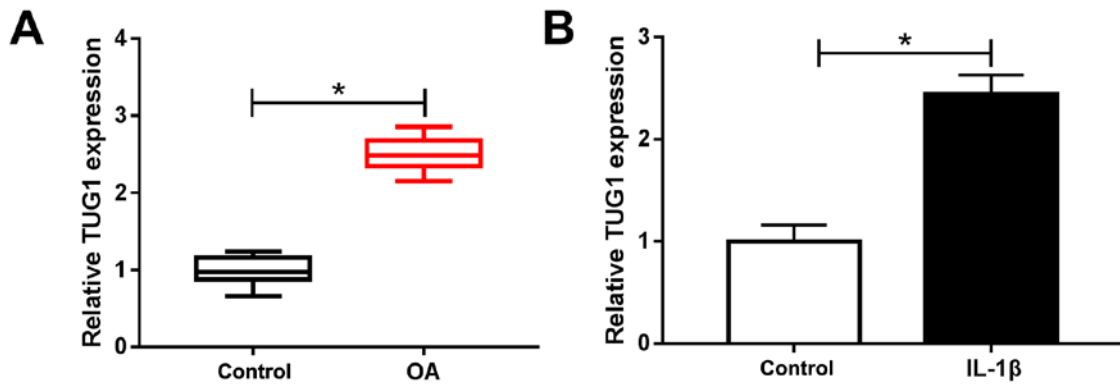 A
Relative TUG1 expression
4
3
2
1
0
*
Control
OA
B
Relative TUG1 expression
3
2
1
0
*
Control
IL-1β